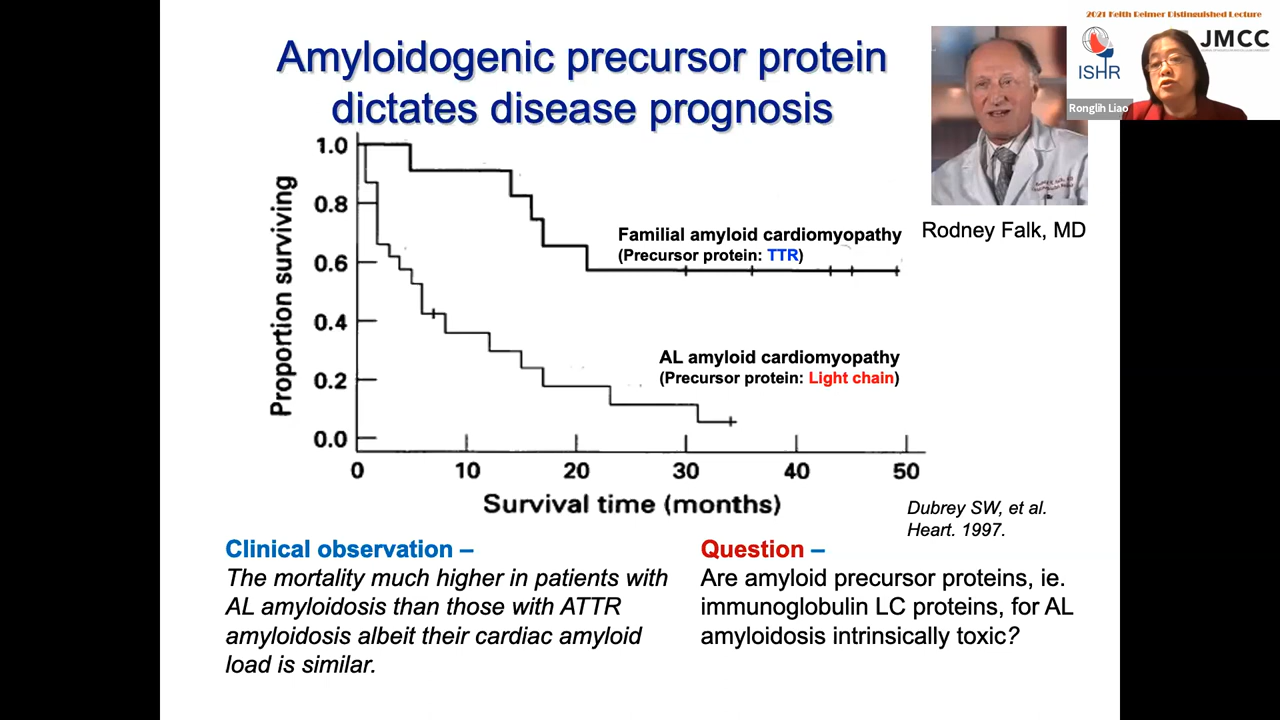 2021 Keith Reimer Distinguished Lecture
ISHR
JMCC
Ronglih Liao
Amyloidogenic precursor protein
dictates disease prognosis
Rodney Falk, MD
Proportion surviving
1.0
0.8
0.6
0.4
0.2
0.0
Familial amyloid cardiomyopathy
(Precursor protein: TTR)
AL amyloid cardiomyopathy
(Precursor protein: Light chain)
0 10 20 30 40 50
Survival time (months)
Dubrey SW, et al.
Heart. 1997.
Clinical observation –
The mortality much higher in patients with
AL amyloidosis than those with ATTR
amyloidosis albeit their cardiac amyloid
load is similar.
Question –
Are amyloid precursor proteins, ie.
immunoglobulin LC proteins, for AL
amyloidosis intrinsically toxic?